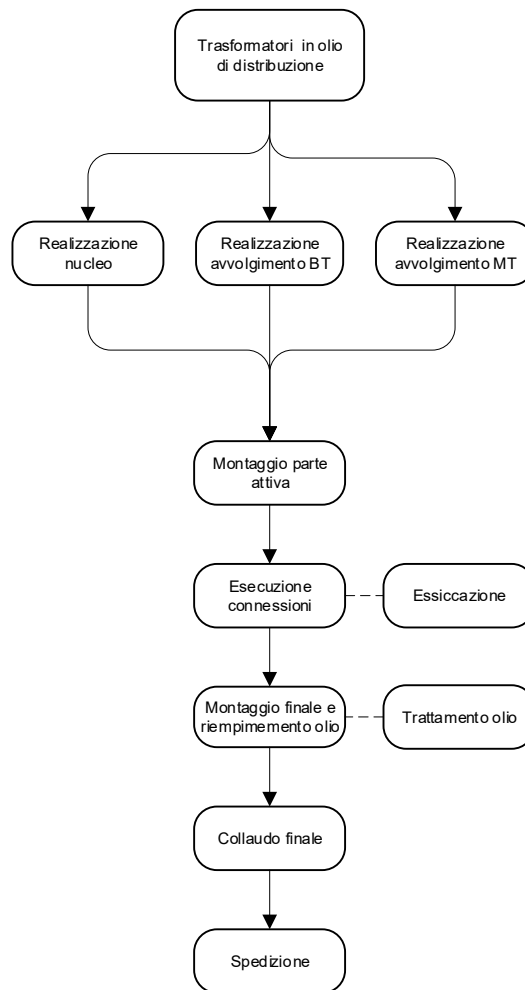 Trasformatori in olio
di distribuzione
Realizzazione
nucleo
Realizzazione
avvolgimento BT
Realizzazione
avvolgimento MT
Montaggio parte
attiva
Esecuzione
connessioni
Essiccazione
Montaggio finale e
riempimemento olio
Trattamento olio
Collaudo finale
Spedizione